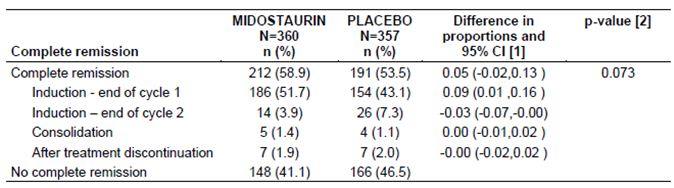 MIDOSTAURIN PLACEBO Difference in p-value [2]
N=360 N=357 proportions and
Complete remission n (%) n (%) 95% CI [1]
Complete remission 212 (58.9) 191 (53.5) 0.05 (-0.02,0.13 ) 0.073
Induction - end of cycle 1 186 (51.7) 154 (43.1) 0.09 (0.01 ,0.16 )
Induction – end of cycle 2 14 (3.9) 26 (7.3) -0.03 (-0.07,-0.00)
Consolidation 5 (1.4) 4 (1.1) 0.00 (-0.01,0.02 )
After treatment discontinuation 7 (1.9) 7 (2.0) -0.00 (-0.02,0.02 )
No complete remission 148 (41.1) 166 (46.5)